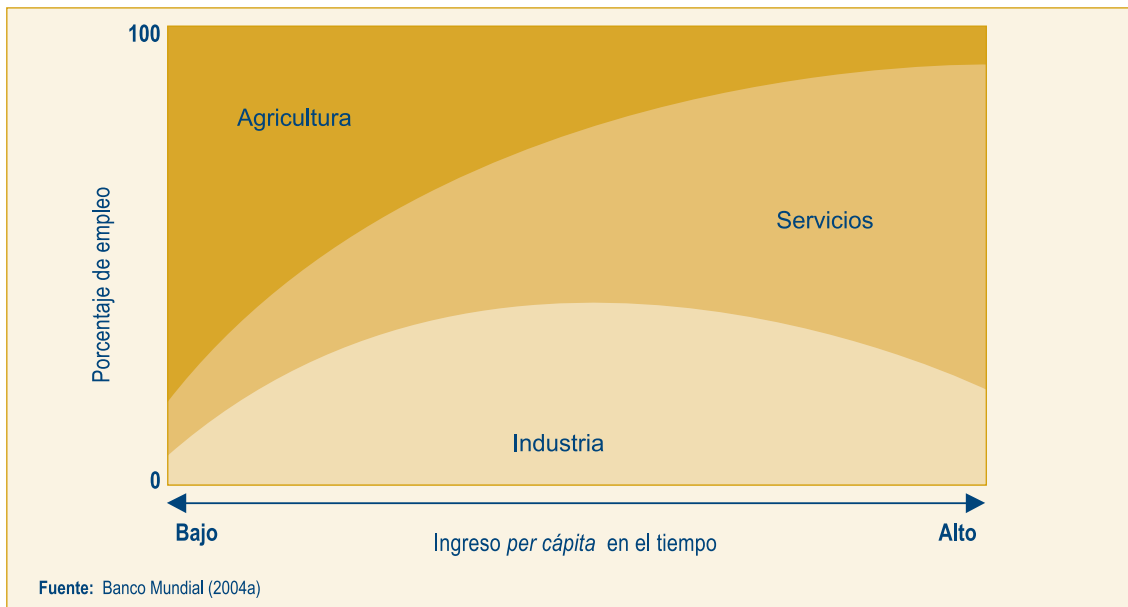 100
Agricultura
Porcentaje de empleo
Servicios
Industria
0
Bajo
Ingreso per cápita en el tiempo
Alto
Fuente: Banco Mundial (2004a)